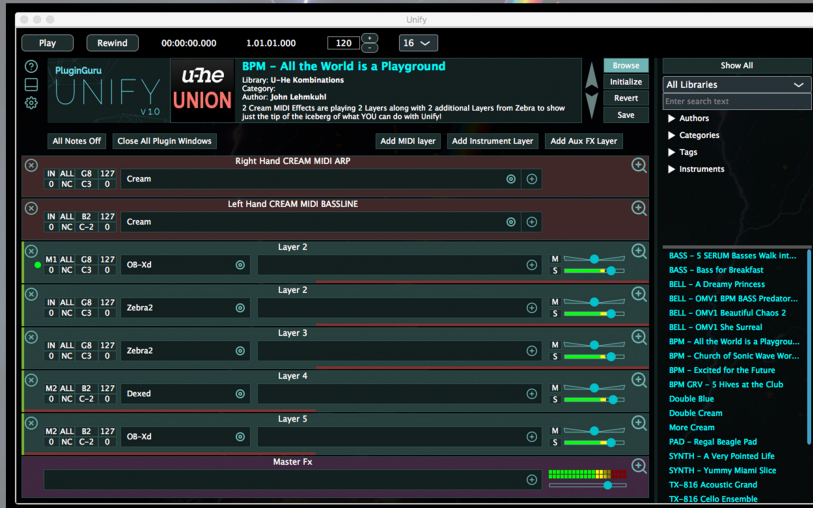 Unify
Play Rewind 00:00:00.000 1.01.01.000 120 + - 16
Show All
PluginGuru
UNIFY
V 1.0
u-he
UNION
BPM – All the World is a Playground
Library: U-He Kombinations
Category:
Author: John Lehmkuhl
2 Cream MIDI Effects are playing 2 Layers along with 2 additional Layers from Zebra to show
just the tip of the iceberg of what YOU can do with Unify!
Browse
Initialize
Revert
Save
All Libraries
Enter search text
Authors
Categories
Tags
Instruments
All Notes Off Close All Plugin Windows Add MIDI layer Add Instrument Layer Add Aux FX Layer
Right Hand CREAM MIDI ARP
IN ALL G8 127
0 NC C3 0
Cream
Left Hand CREAM MIDI BASSLINE
IN ALL B2 127
0 NC C-2 0
Cream
Layer 2
M1 ALL G8 127
0 NC C3 0
OB-Xd
M
S
Layer 2
IN ALL G8 127
0 NC C3 0
Zebra2
M
S
Layer 3
IN ALL G8 127
0 NC C3 0
Zebra2
M
S
Layer 4
M2 ALL B2 127
0 NC C-2 0
Dexed
M
S
Layer 5
M2 ALL B2 127
0 NC C-2 0
OB-Xd
M
S
Master Fx
BASS – 5 SERUM Basses Walk int...
BASS – Bass for Breakfast
BELL – A Dreamy Princess
BELL – OMV1 BPM BASS Predator...
BELL – OMV1 Beautiful Chaos 2
BELL – OMV1 She Surreal
BPM – All the World is a Playgrou...
BPM – Church of Sonic Wave Wor...
BPM – Excited for the Future
BPM GRV – 5 Hives at the Club
Double Blue
Double Cream
More Cream
PAD – Regal Beagle Pad
SYNTH – A Very Pointed Life
SYNTH – Yummy Miami Slice
TX-816 Acoustic Grand
TX-816 Cello Ensemble